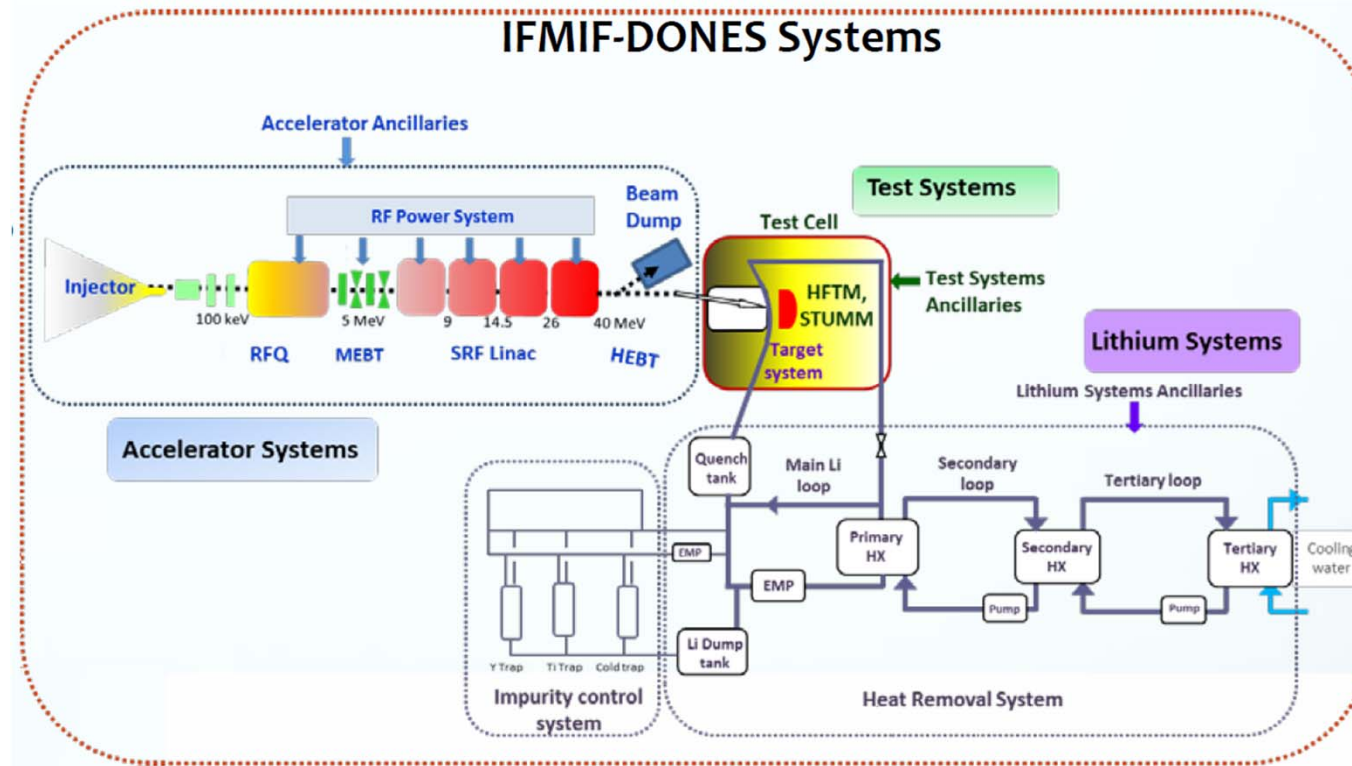 IFMIF-DONES Systems
Accelerator Ancillaries
RF Power System
Beam
Dump
Injector
100 keV
5 MeV
9
14.5
26
40 MeV
RFQ
MEBT
SRF Linac
HEBT
Accelerator Systems
Test Systems
Test Cell
HFTM,
STUMM
Target
system
Test Systems
Ancillaries
Lithium Systems
Lithium Systems Ancillaries
Quench
tank
Main Li
loop
Secondary
loop
Tertiary loop
EMP
Primary
HX
Secondary
HX
Tertiary
HX
Cooling
water
EMP
Pump
Pump
Li Dump
tank
Y Trap
Ti Trap
Cold trap
Impurity control
system
Heat Removal System